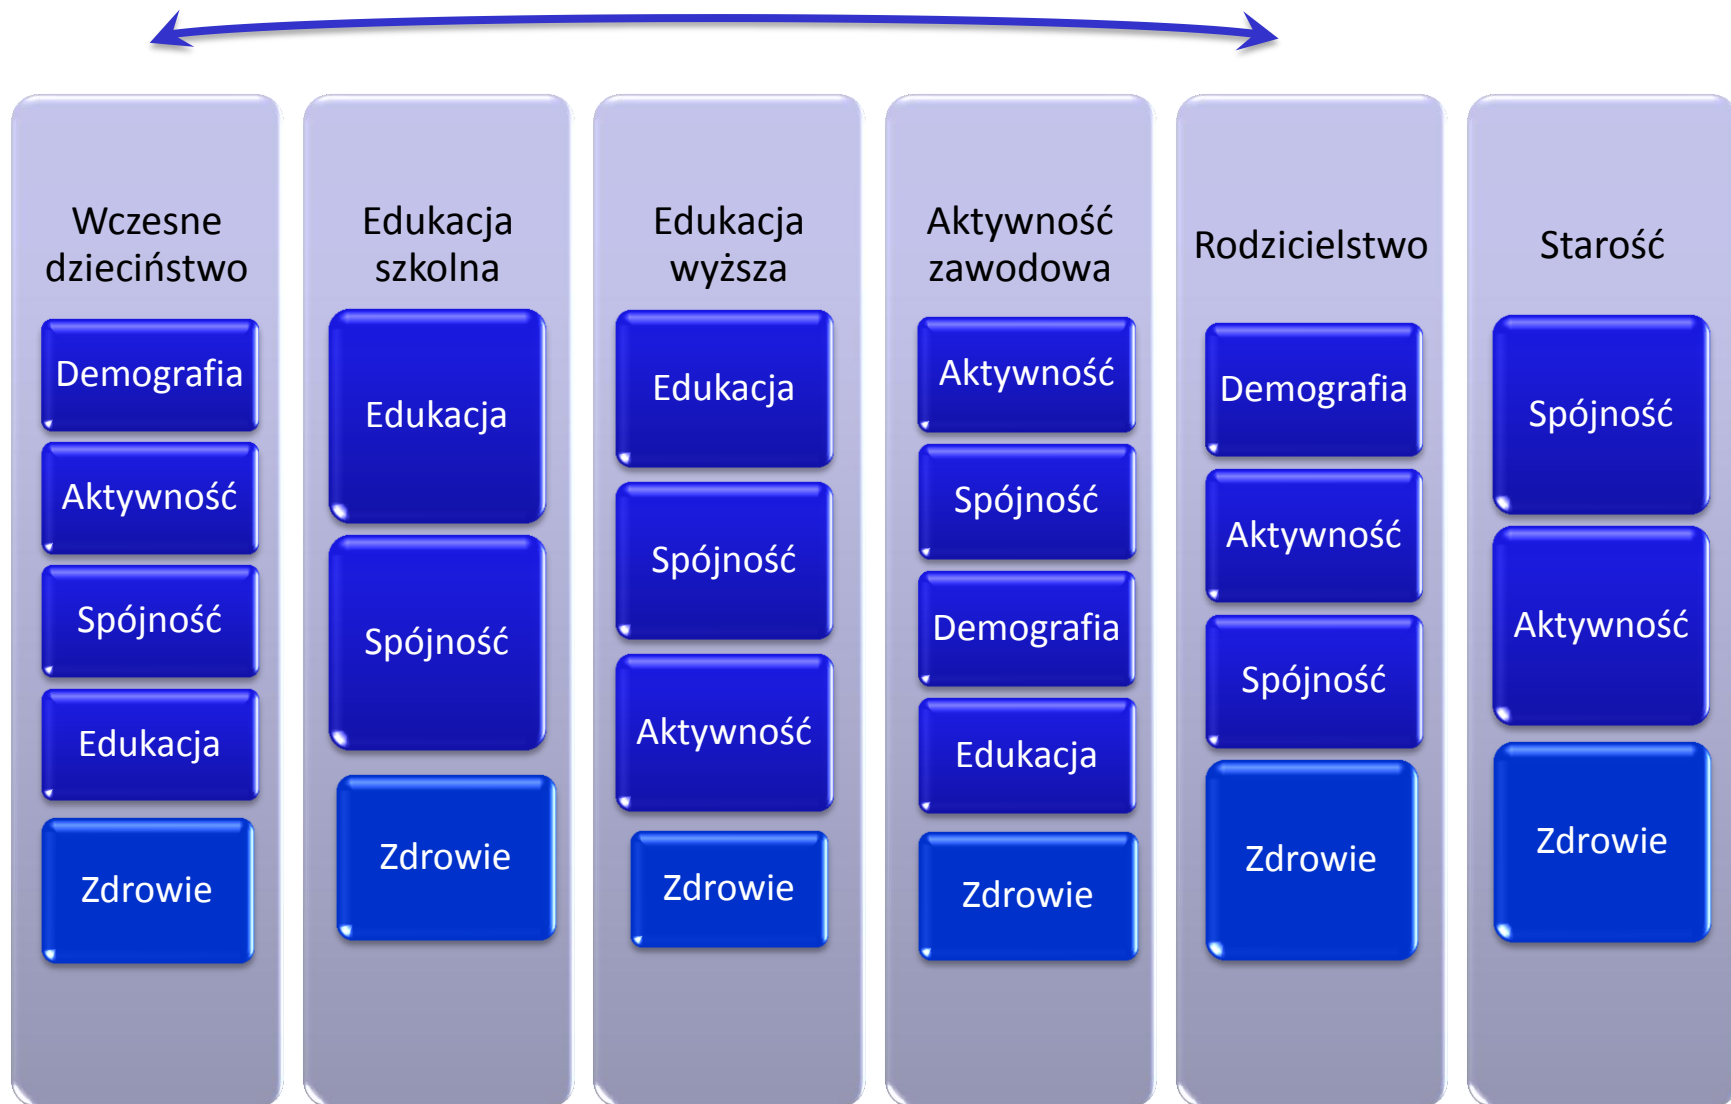 Wczesne
dzieciństwo
Demografia
Aktywność
Spójność
Edukacja
Zdrowie
Edukacja
szkolna
Edukacja
Spójność
Zdrowie
Edukacja
wyższa
Edukacja
Spójność
Aktywność
Zdrowie
Aktywność
zawodowa
Aktywność
Spójność
Demografia
Edukacja
Zdrowie
Rodzicielstwo
Demografia
Aktywność
Spójność
Zdrowie
Starość
Spójność
Aktywność
Zdrowie